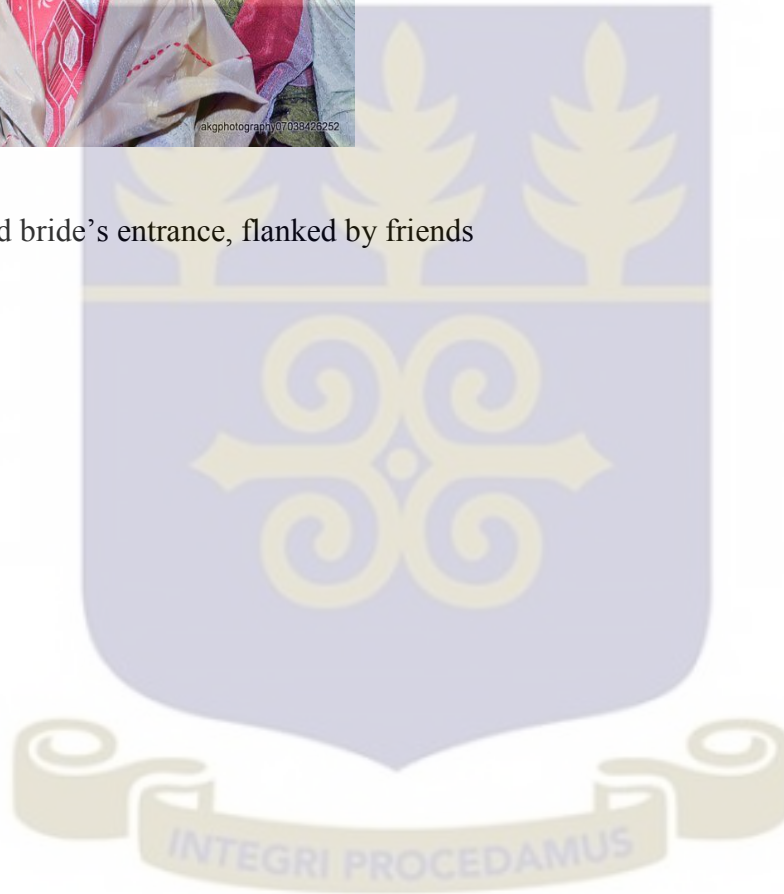 akgphotography07038426252
d bride’s entrance, flanked by friends
INTEGRI PROCEDAMUS